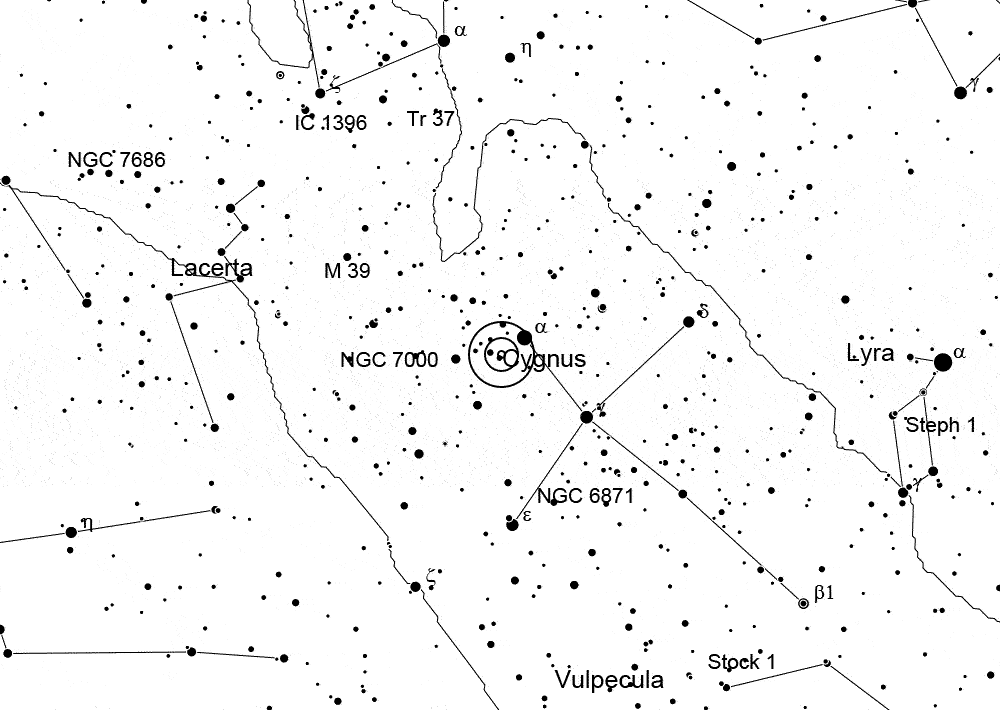 α
η
ζ
γ
IC 1396
Tr 37
NGC 7686
Lacerta
M 39
δ
α
NGC 7000
Cygnus
Lyra
α
γ
Steph 1
γ
NGC 6871
ε
η
ζ
β1
Stock 1
Vulpecula